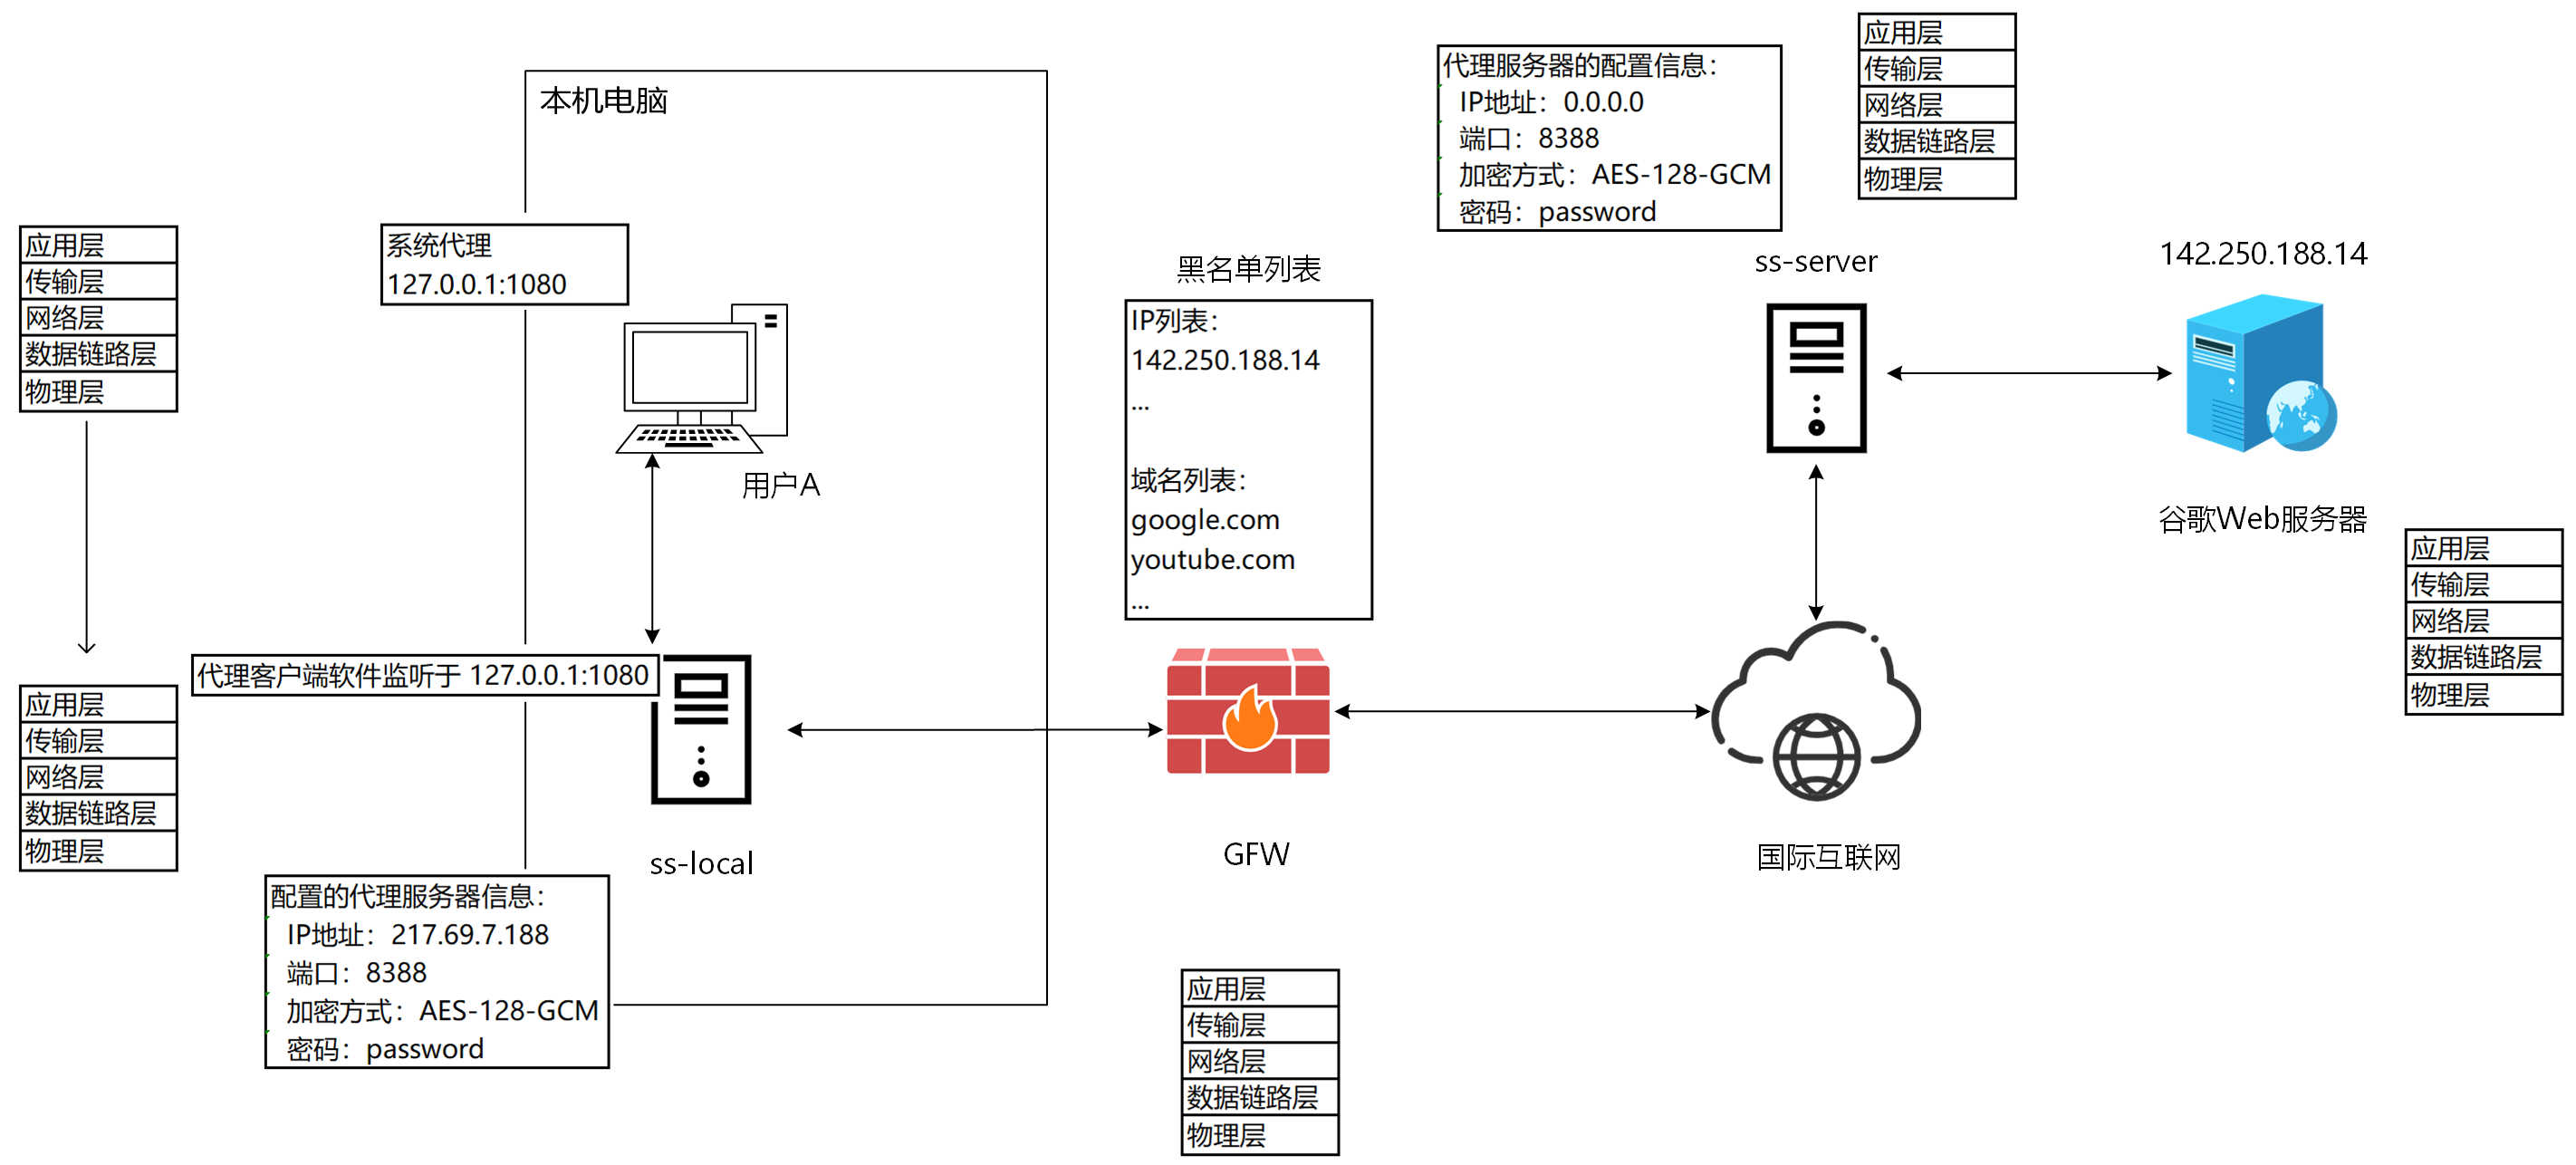 本机电脑
系统代理
127.0.0.1:1080
应用层
传输层
网络层
数据链路层
物理层
用户A
代理客户端软件监听于 127.0.0.1:1080
应用层
传输层
网络层
数据链路层
物理层
ss-local
配置的代理服务器信息：
IP地址：217.69.7.188
端口：8388
加密方式：AES-128-GCM
密码：password
黑名单列表
IP列表：
142.250.188.14
...
域名列表：
google.com
youtube.com
...
GFW
应用层
传输层
网络层
数据链路层
物理层
代理服务器的配置信息：
IP地址：0.0.0.0
端口：8388
加密方式：AES-128-GCM
密码：password
应用层
传输层
网络层
数据链路层
物理层
ss-server
国际互联网
142.250.188.14
谷歌Web服务器
应用层
传输层
网络层
数据链路层
物理层